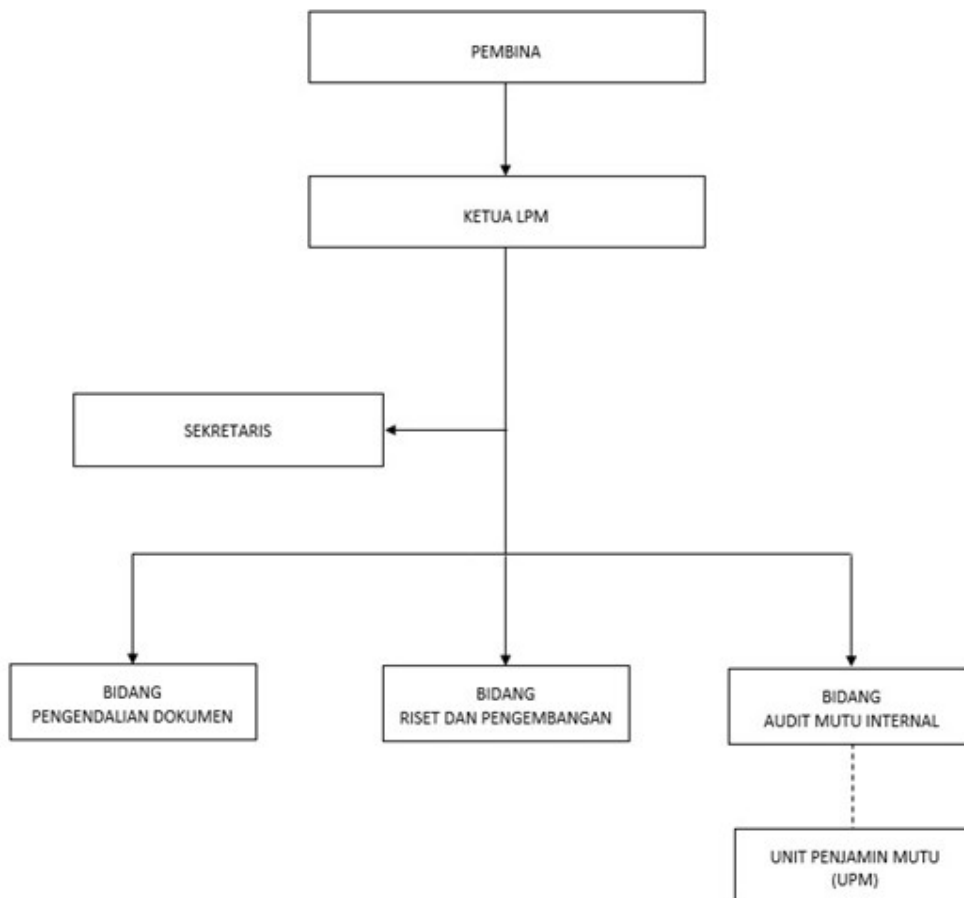 PEMBINA
KETUA LPM
SEKRETARIS
BIDANG
PENGENDALIAN DOKUMEN
BIDANG
RISET DAN PENGEMBANGAN
BIDANG
AUDIT MUTU INTERNAL
UNIT PENJAMIN MUTU
(UPM)